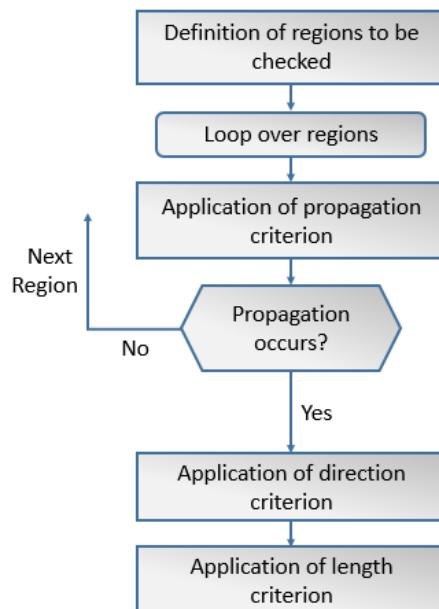 Definition of regions to be
checked
Loop over regions
Application of propagation
criterion
Next
Region
Propagation
occurs?
No
Yes
Application of direction
criterion
Application of length
criterion